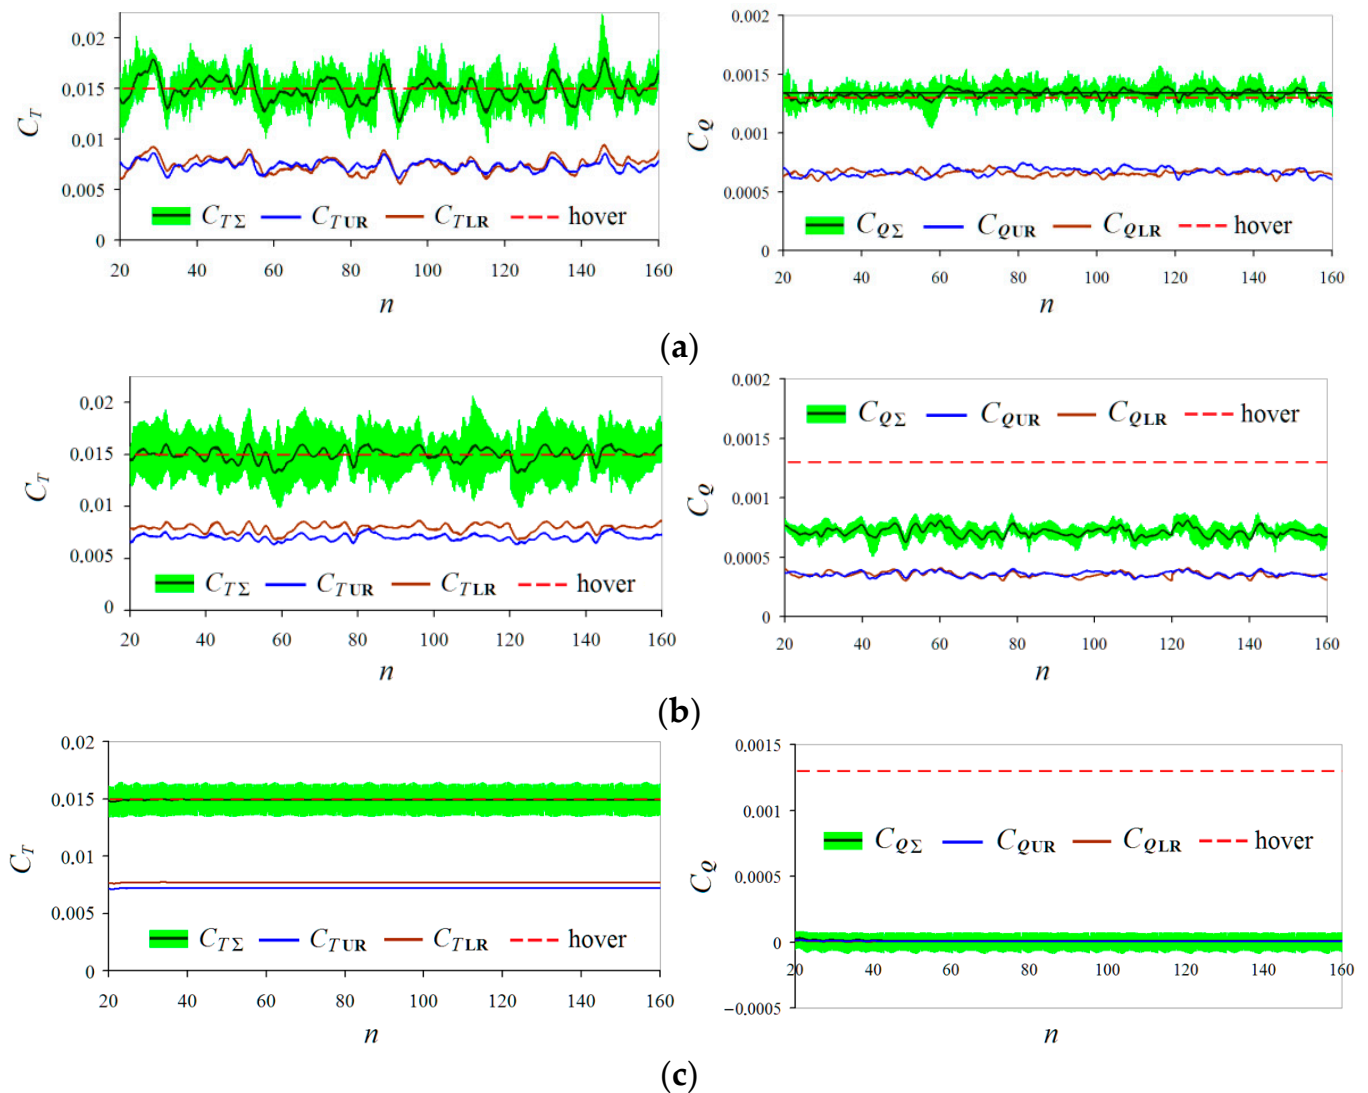 0.02
0.015
0.01
0.005
0
C_T
C_TΣ C_TUR C_TLR hover
20 40 60 80 100 120 140 160
n
0.002
0.0015
0.001
0.0005
0
C_Q
C_QΣ C_QUR C_QLR hover
20 40 60 80 100 120 140 160
n
(a)
0.02
0.015
0.01
0.005
0
C_T
C_TΣ C_TUR C_TLR hover
20 40 60 80 100 120 140 160
n
0.002
0.0015
0.001
0.0005
0
C_Q
C_QΣ C_QUR C_QLR hover
20 40 60 80 100 120 140 160
n
(b)
0.02
0.015
0.01
0.005
0
C_T
C_TΣ C_TUR C_TLR hover
20 40 60 80 100 120 140 160
n
0.0015
0.001
0.0005
0
−0.0005
C_Q
C_QΣ C_QUR C_QLR hover
20 40 60 80 100 120 140 160
n
(c)